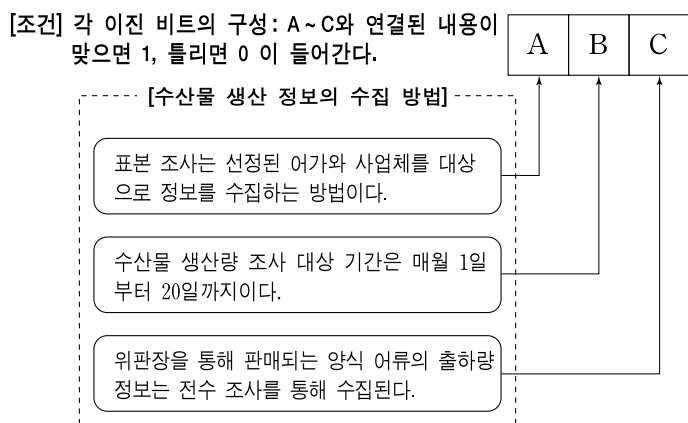 [조건] 각 이진 비트의 구성: A~C와 연결된 내용이
맞으면 1, 틀리면 0 이 들어간다.
A B C
[수산물 생산 정보의 수집 방법]
표본 조사는 선정된 어가와 사업체를 대상
으로 정보를 수집하는 방법이다.
수산물 생산량 조사 대상 기간은 매월 1일
부터 20일까지이다.
위판장을 통해 판매되는 양식 어류의 출하량
정보는 전수 조사를 통해 수집된다.